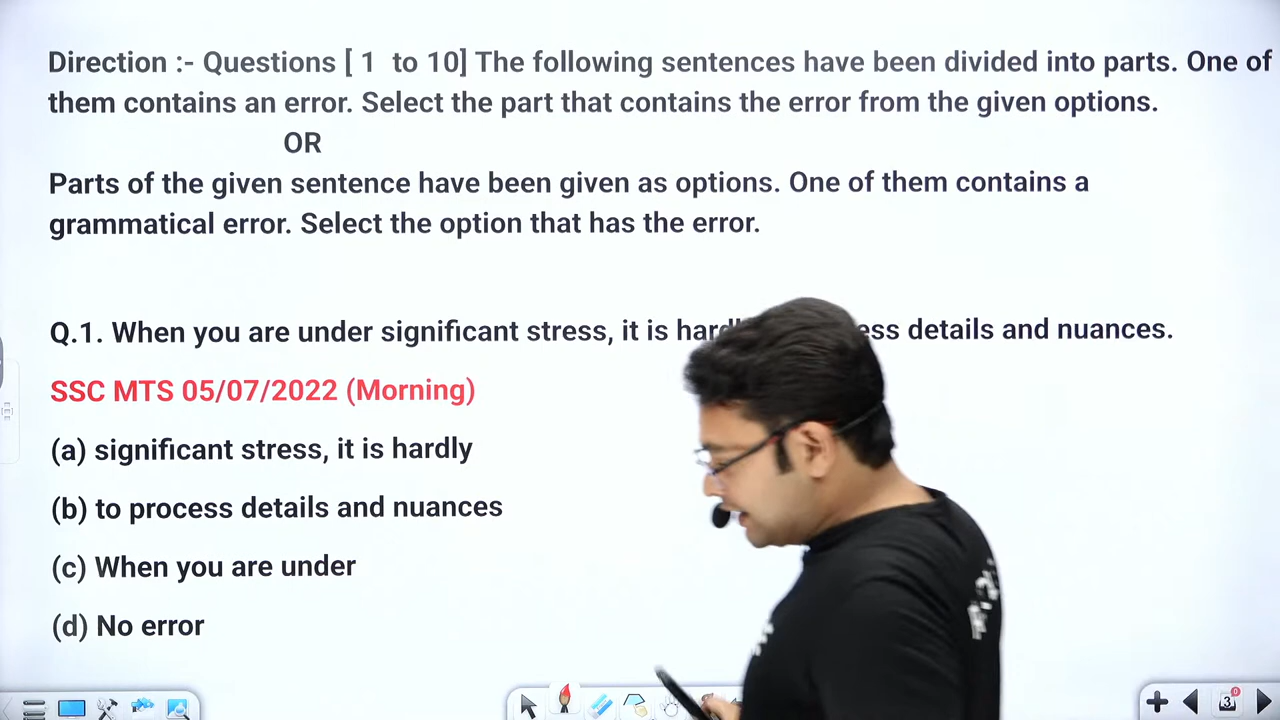 Direction :- Questions [ 1 to 10] The following sentences have been divided into parts. One of
them contains an error. Select the part that contains the error from the given options.
OR
Parts of the given sentence have been given as options. One of them contains a
grammatical error. Select the option that has the error.
Q.1. When you are under significant stress, it is details and nuances.
SSC MTS 05/07/2022 (Morning)
(a) significant stress, it is hardly
(b) to process details and nuances
(c) When you are under
(d) No error
3
0